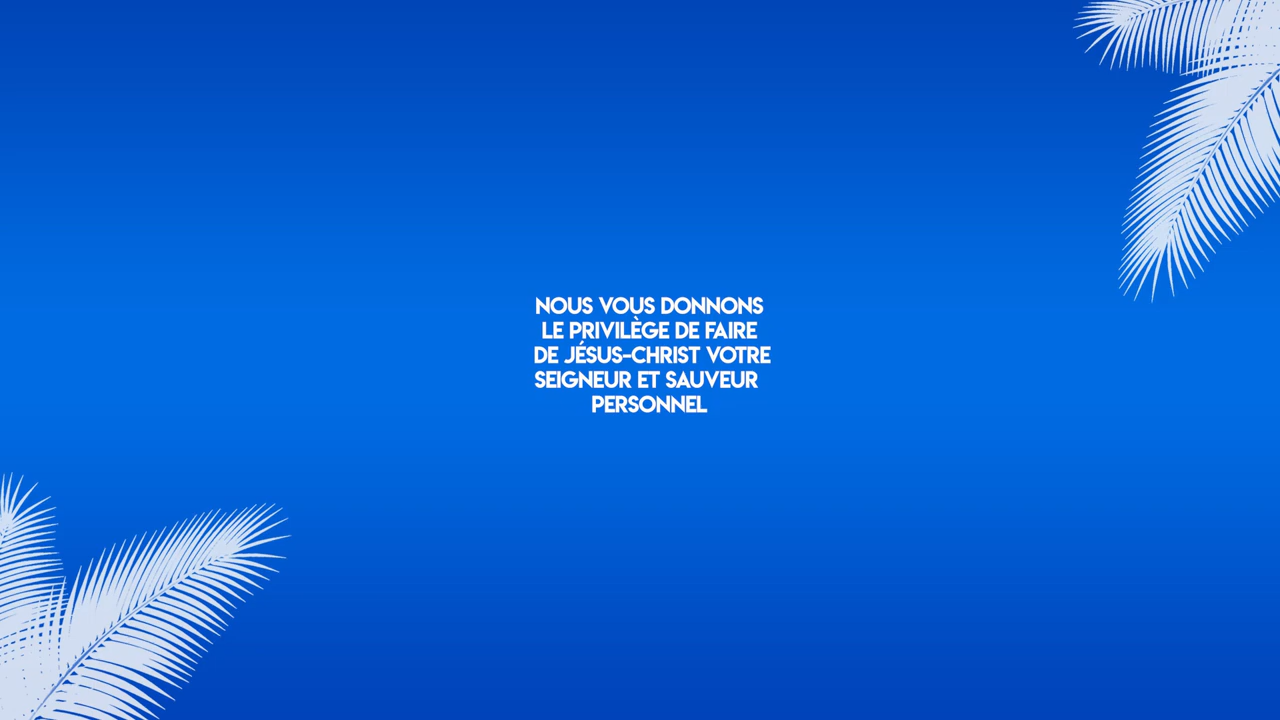 NOUS VOUS DONNONS
LE PRIVILÈGE DE FAIRE
DE JÉSUS-CHRIST VOTRE
SEIGNEUR ET SAUVEUR
PERSONNEL